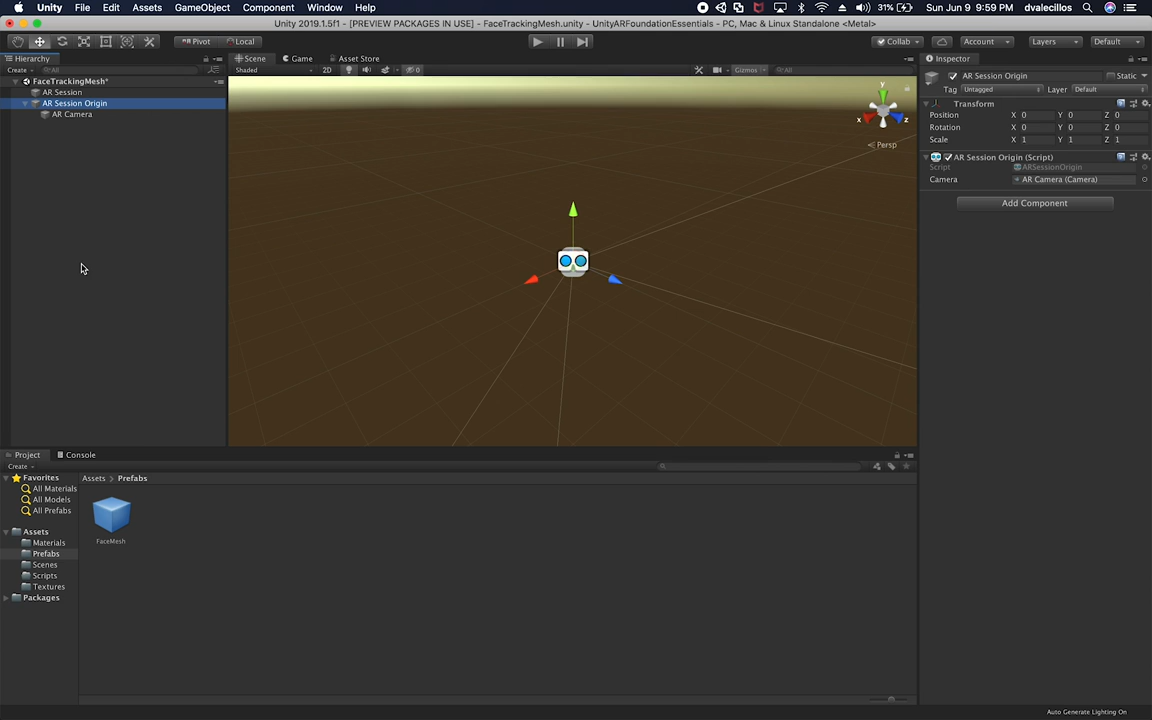 Unity File Edit Assets GameObject Component Window Help 31% Sun Jun 9 9:59 PM dvalecillos
Unity 2019.1.5f1 - [PREVIEW PACKAGES IN USE] - FaceTrackingMesh.unity - UnityARFoundationEssentials - PC, Mac & Linux Standalone <Metal>
Pivot Local Collab Account Layers Default
Hierarchy Scene Game Asset Store Inspector
Create All Shaded 2D 0 Gizmos All
FaceTrackingMesh*
AR Session
AR Session Origin
AR Camera
y
x
z
Persp
AR Session Origin Static
Tag Untagged Layer Default
Transform
Position X 0 Y 0 Z 0
Rotation X 0 Y 0 Z 0
Scale X 1 Y 1 Z 1
AR Session Origin (Script)
Script ARSessionOrigin
Camera AR Camera (Camera)
Add Component
Project Console
Create
Favorites
All Materials
All Models
All Prefabs
Assets
Materials
Prefabs
Scenes
Scripts
Textures
Packages
Assets > Prefabs
FaceMesh
Auto Generate Lighting On